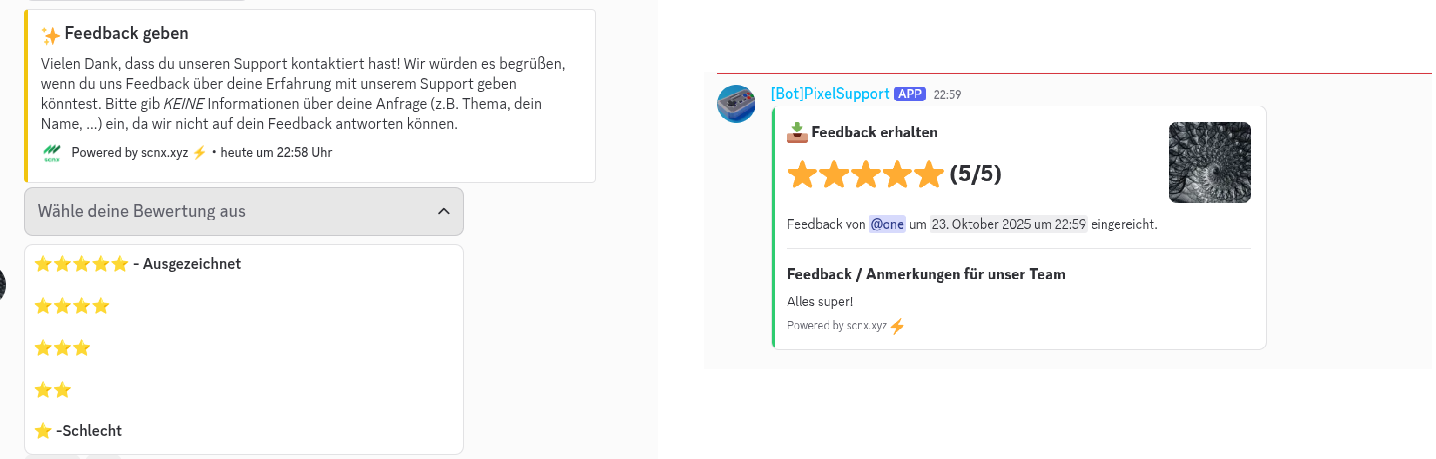 ✨ Feedback geben
Vielen Dank, dass du unseren Support kontaktiert hast! Wir würden es begrüßen,
wenn du uns Feedback über deine Erfahrung mit unserem Support geben
könntest. Bitte gib KEINE Informationen über deine Anfrage (z.B. Thema, dein
Name, ...) ein, da wir nicht auf dein Feedback antworten können.
scnx Powered by scnx.xyz ⚡ • heute um 22:58 Uhr
Wähle deine Bewertung aus
⭐⭐⭐⭐⭐ - Ausgezeichnet
⭐⭐⭐⭐
⭐⭐⭐
⭐⭐
⭐ -Schlecht
[Bot]PixelSupport APP 22:59
📥 Feedback erhalten
⭐⭐⭐⭐⭐ (5/5)
Feedback von @one um 23. Oktober 2025 um 22:59 eingereicht.
Feedback / Anmerkungen für unser Team
Alles super!
Powered by scnx.xyz ⚡